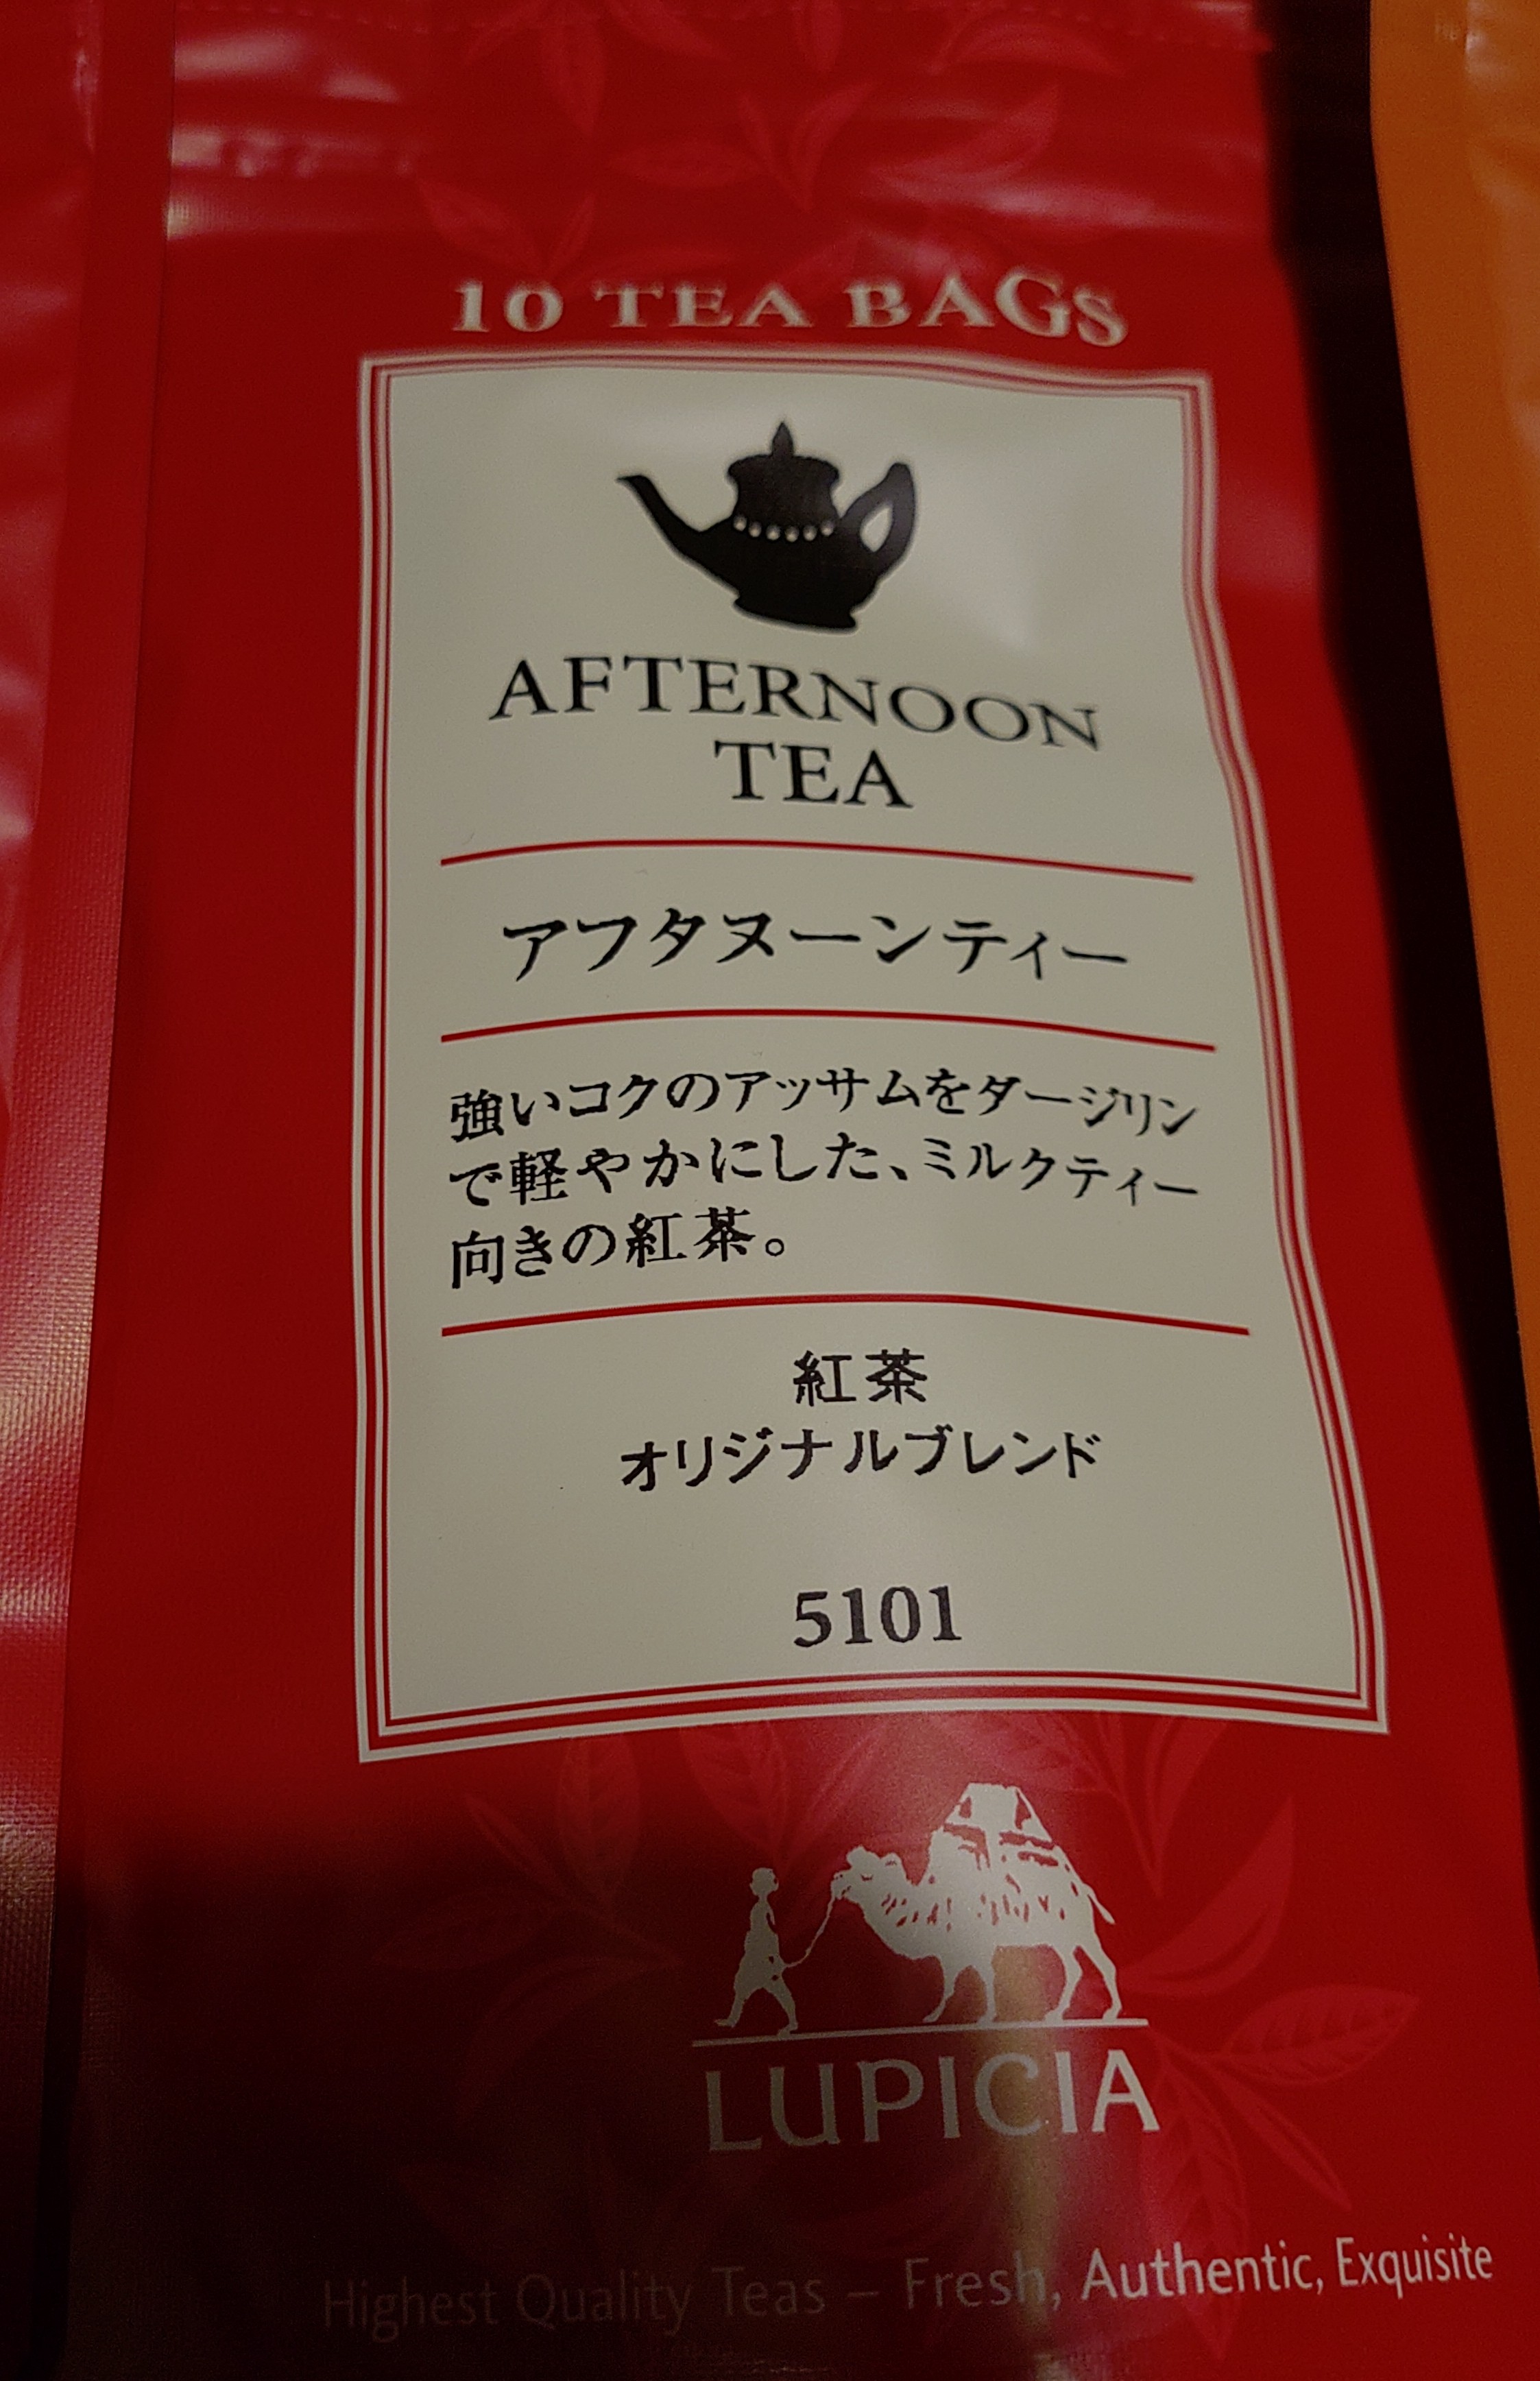 10 TEA BAGS
AFTERNOON
TEA
アフタヌーンティー
強いコクのアッサムをダージリン
で軽やかにした、ミルクティー
向きの紅茶。
紅茶
オリジナルブレンド
5101
LUPICIA
Highest Quality Teas – Fresh, Authentic, Exquisite